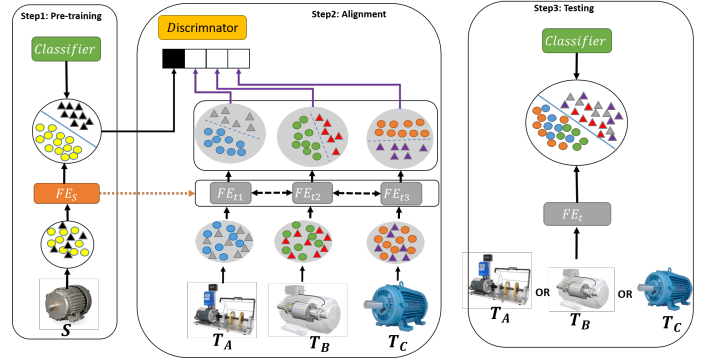 Step1: Pre-training
Classifier
FE_S
S
Step2: Alignment
Discrimnator
FE_t1
FE_t2
FE_t3
T_A
T_B
T_C
Step3: Testing
Classifier
FE_t
T_A OR T_B OR T_C